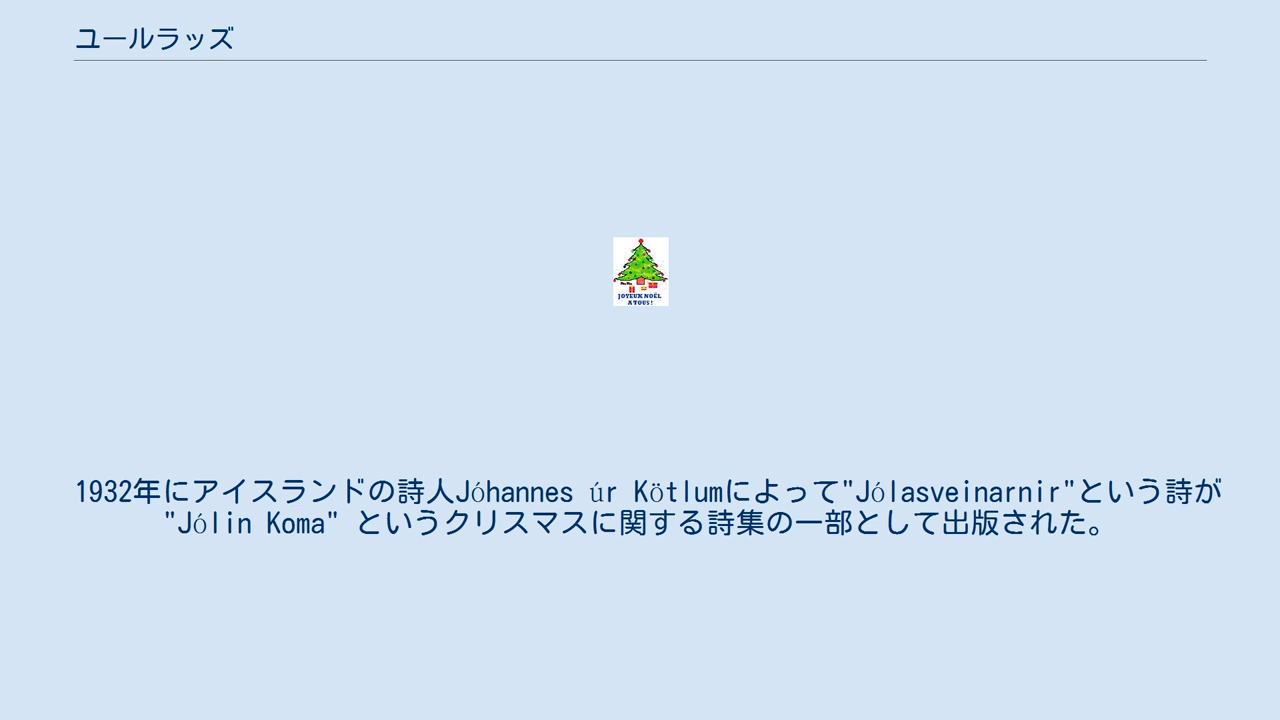 ユールラッズ
JOYEUX NOËL
A TOUS !
1932年にアイスランドの詩人Jóhannes úr Kötlumによって"Jólasveinarnir"という詩が
"Jólin Koma" というクリスマスに関する詩集の一部として出版された。